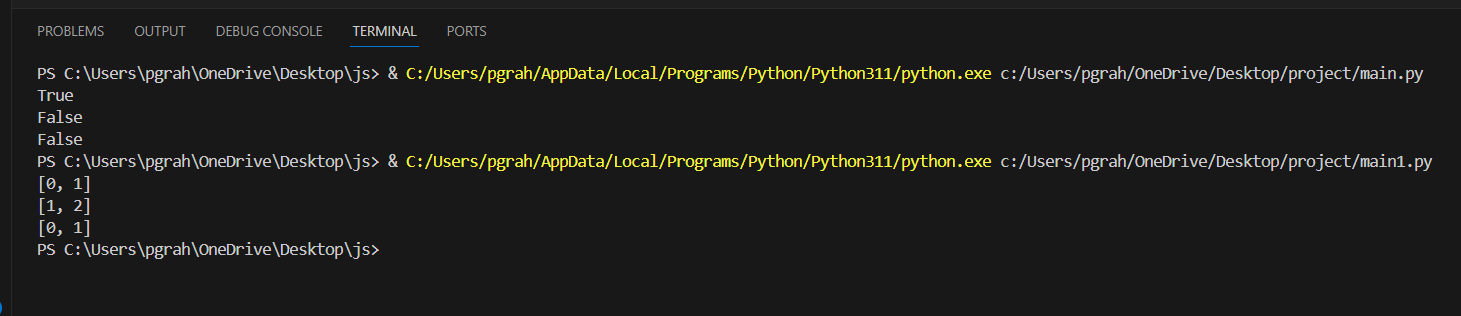 PROBLEMS OUTPUT DEBUG CONSOLE TERMINAL PORTS
PS C:\Users\pgrah\OneDrive\Desktop\js> & C:/Users/pgrah/AppData/Local/Programs/Python/Python311/python.exe c:/Users/pgrah/OneDrive/Desktop/project/main.py
True
False
False
PS C:\Users\pgrah\OneDrive\Desktop\js> & C:/Users/pgrah/AppData/Local/Programs/Python/Python311/python.exe c:/Users/pgrah/OneDrive/Desktop/project/main1.py
[0, 1]
[1, 2]
[0, 1]
PS C:\Users\pgrah\OneDrive\Desktop\js>